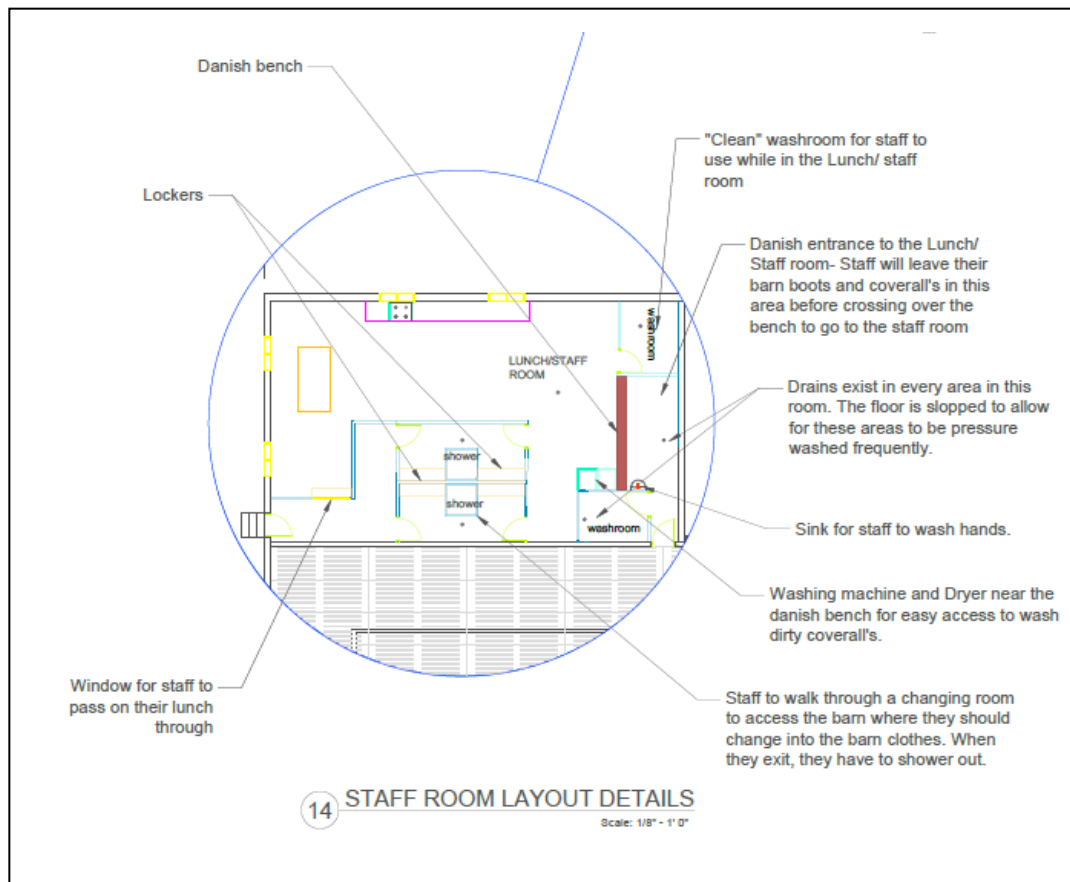 Danish bench
"Clean" washroom for staff to
use while in the Lunch/ staff
room
Lockers
Danish entrance to the Lunch/
Staff room- Staff will leave their
barn boots and coverall's in this
area before crossing over the
bench to go to the staff room
washroom
LUNCH/STAFF
ROOM
Drains exist in every area in this
room. The floor is slopped to allow
for these areas to be pressure
washed frequently.
shower
shower
washroom
Sink for staff to wash hands.
Washing machine and Dryer near the
danish bench for easy access to wash
dirty coverall's.
Window for staff to
pass on their lunch
through
Staff to walk through a changing room
to access the barn where they should
change into the barn clothes. When
they exit, they have to shower out.
14 STAFF ROOM LAYOUT DETAILS
Scale: 1/8" - 1' 0"